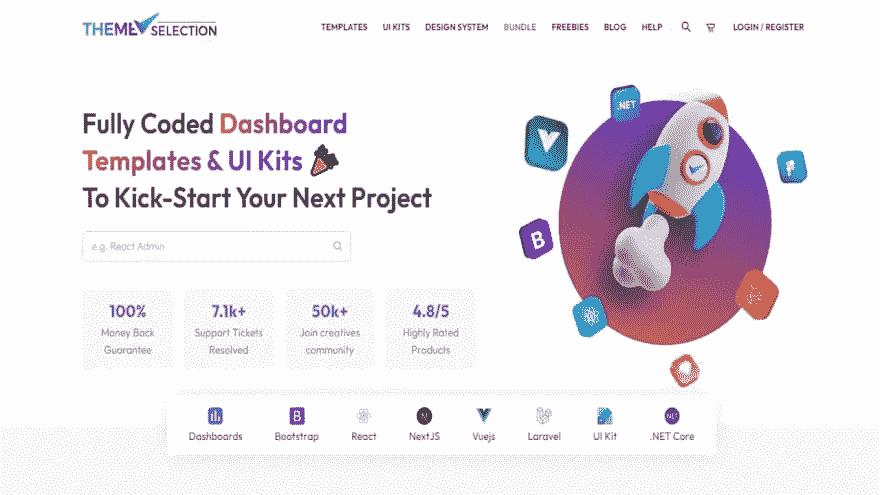 THEME SELECTION
TEMPLATES UI KITS DESIGN SYSTEM BUNDLE FREEBIES BLOG HELP LOGIN / REGISTER
Fully Coded Dashboard
Templates & UI Kits
To Kick-Start Your Next Project
e.g. React Admin
100% 7.1k+ 50k+ 4.8/5
Money Back Support Tickets Join creatives Highly Rated
Guarantee Resolved community Products
.NET
B
B
N
NET
Dashboards Bootstrap React NextJS Vuejs Laravel UI Kit .NET Core